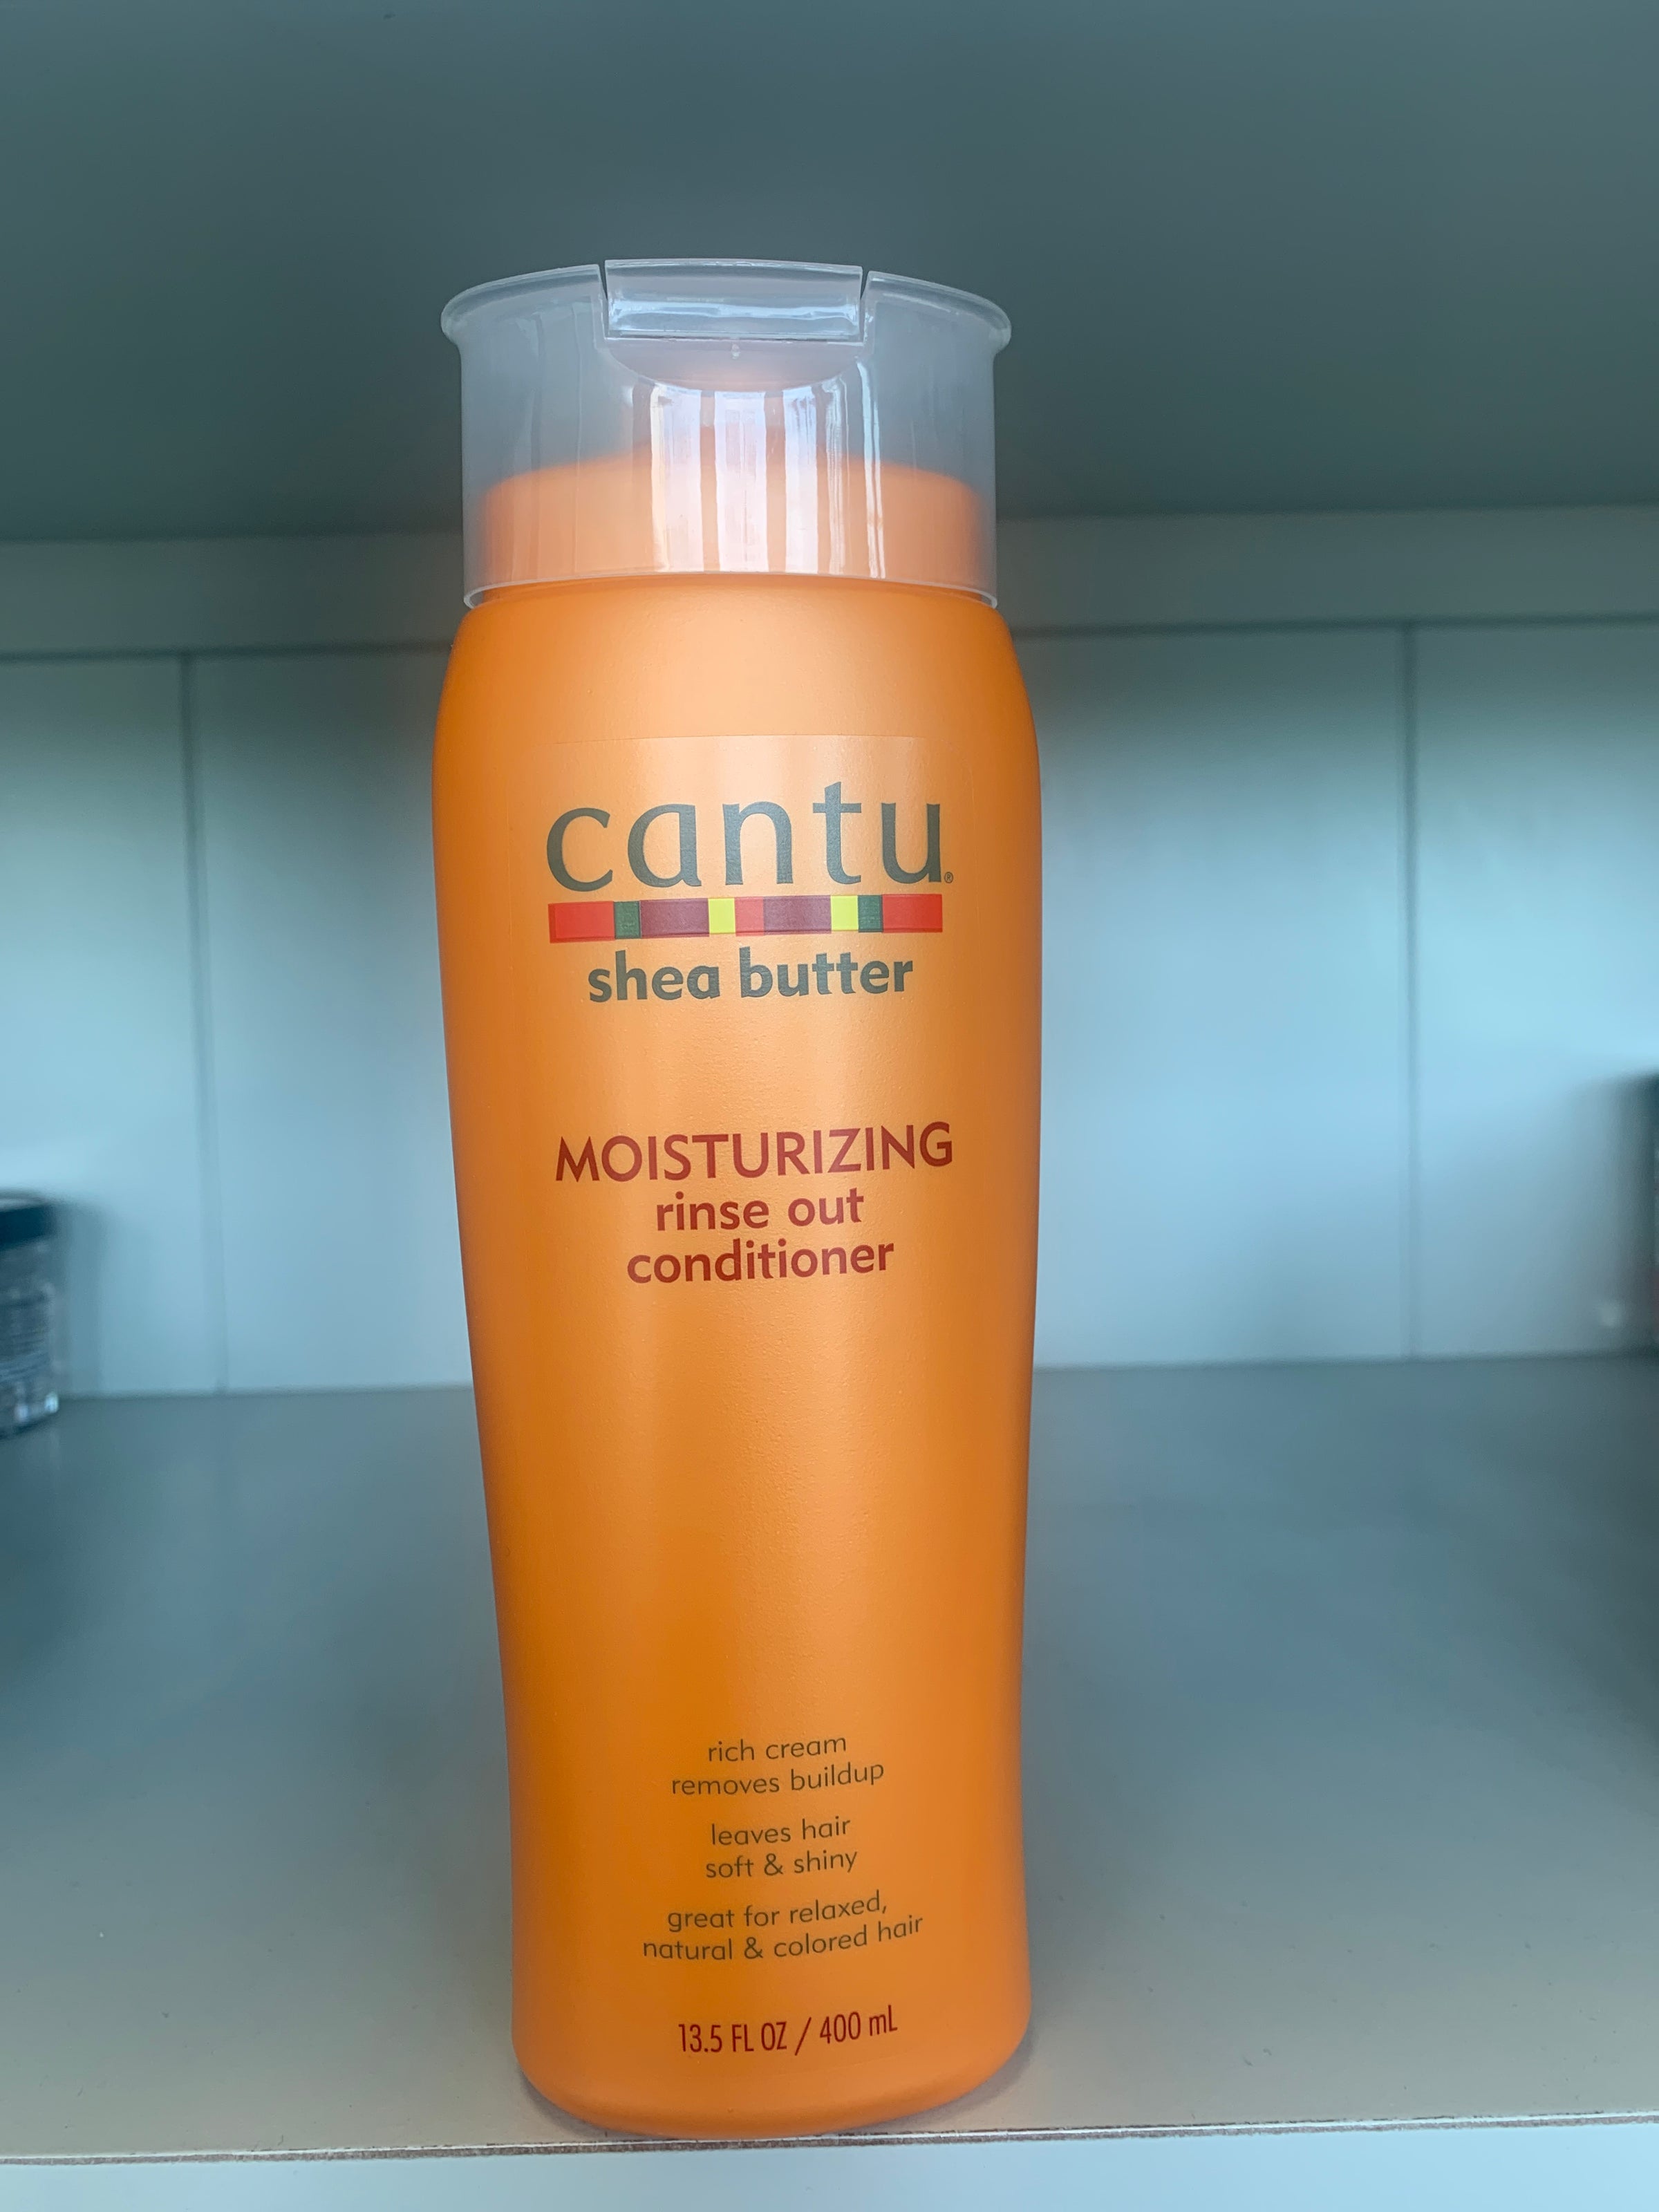 cantu®
shea butter
MOISTURIZING
rinse out
conditioner
rich cream
removes buildup
leaves hair
soft & shiny
great for relaxed,
natural & colored hair
13.5 FL OZ / 400 mL